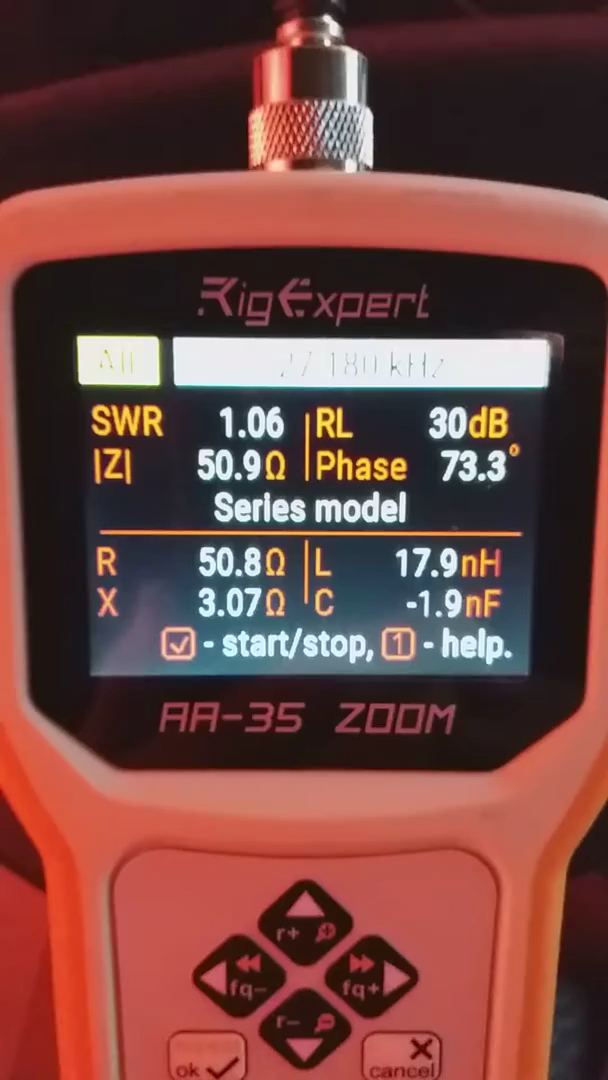 RigExpert
All 27 180 kHz
SWR 1.06 RL 30dB
|Z| 50.9Ω Phase 73.3°
Series model
R 50.8Ω L 17.9nH
X 3.07Ω C -1.9nF
☑ - start/stop, 1 - help.
AA-35 ZOOM
r+
fq- fq+
r-
ok cancel